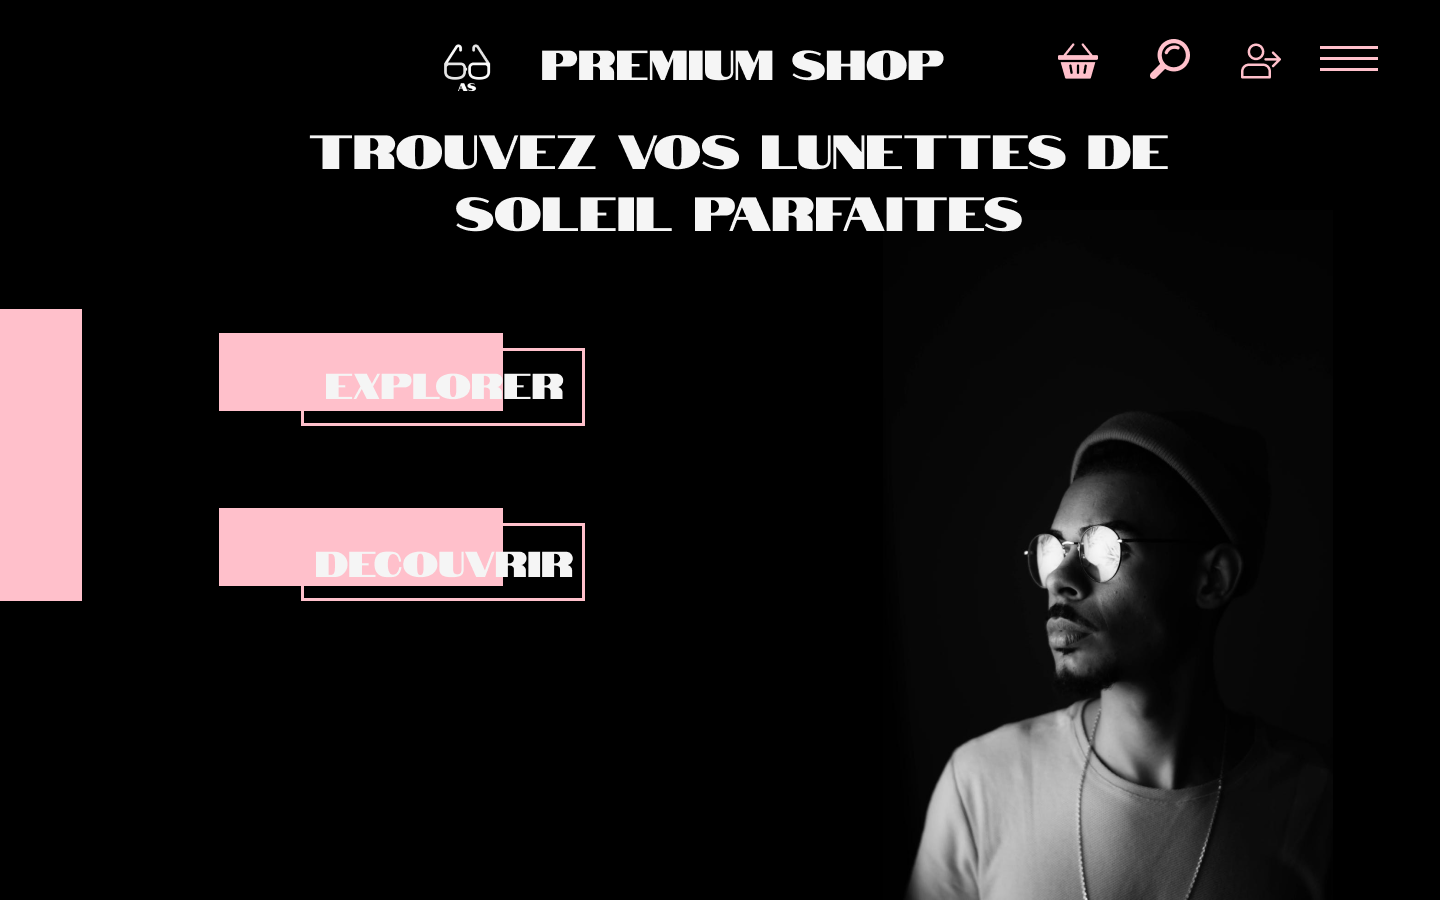 AS
PREMIUM SHOP
TROUVEZ VOS LUNETTES DE
SOLEIL PARFAITES
EXPLORER
DECOUVRIR